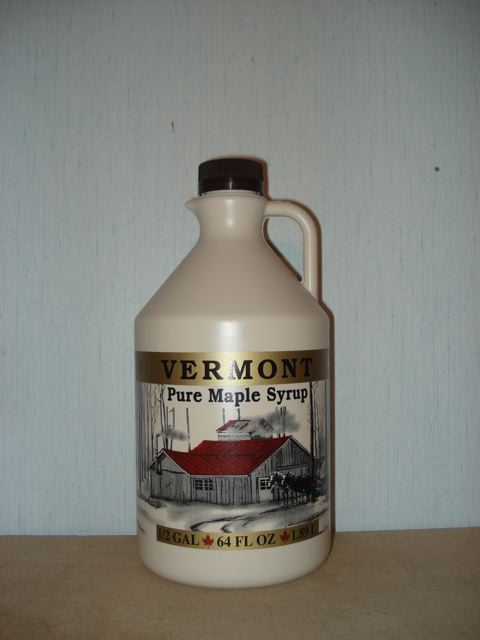 VERMONT
Pure Maple Syrup
1/2 GAL 64 FL OZ 1.89 L